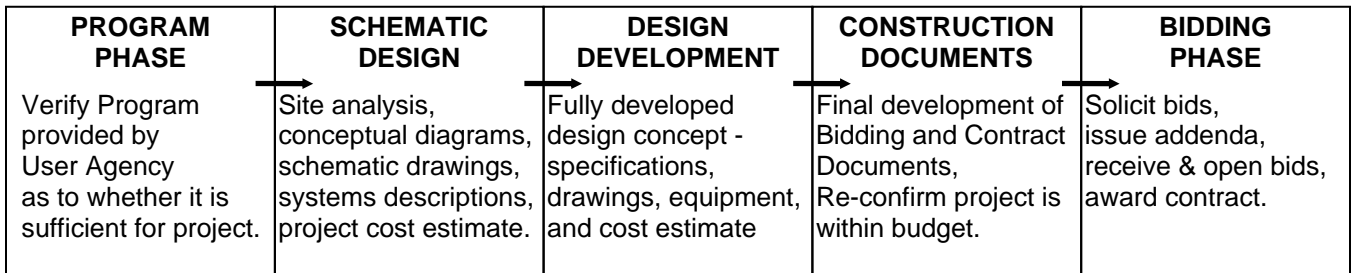 PROGRAM
PHASE
Verify Program
provided by
User Agency
as to whether it is
sufficient for project.
SCHEMATIC
DESIGN
Site analysis,
conceptual diagrams,
schematic drawings,
systems descriptions,
project cost estimate.
DESIGN
DEVELOPMENT
Fully developed
design concept -
specifications,
drawings, equipment,
and cost estimate
CONSTRUCTION
DOCUMENTS
Final development of
Bidding and Contract
Documents,
Re-confirm project is
within budget.
BIDDING
PHASE
Solicit bids,
issue addenda,
receive & open bids,
award contract.